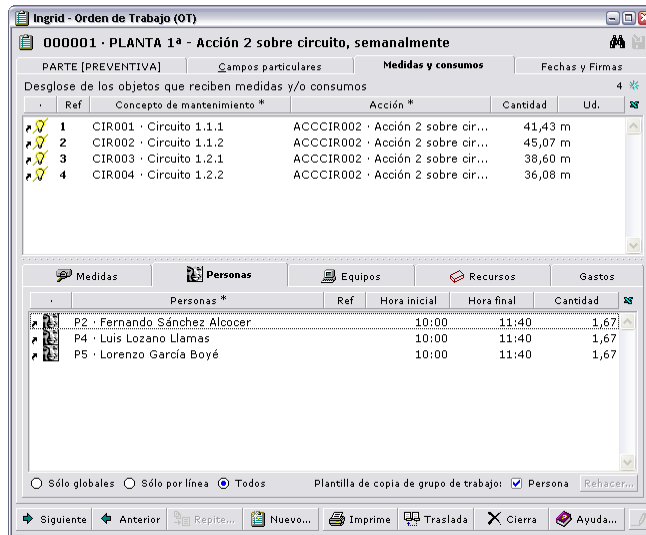 Ingrid - Orden de Trabajo (OT)
000001 · PLANTA 1ª - Acción 2 sobre circuito, semanalmente
PARTE [PREVENTIVA] Campos particulares Medidas y consumos Fechas y Firmas
Desglose de los objetos que reciben medidas y/o consumos 4
· Ref Concepto de mantenimiento * Acción * Cantidad Ud.
1 CIR001 · Circuito 1.1.1 ACCCIR002 · Acción 2 sobre cir... 41,43 m
2 CIR002 · Circuito 1.1.2 ACCCIR002 · Acción 2 sobre cir... 45,07 m
3 CIR003 · Circuito 1.2.1 ACCCIR002 · Acción 2 sobre cir... 38,60 m
4 CIR004 · Circuito 1.2.2 ACCCIR002 · Acción 2 sobre cir... 36,08 m
Medidas Personas Equipos Recursos Gastos
· Personas * Ref Hora inicial Hora final Cantidad
P2 · Fernando Sánchez Alcocer 10:00 11:40 1,67
P4 · Luis Lozano Llamas 10:00 11:40 1,67
P5 · Lorenzo García Boyé 10:00 11:40 1,67
Sólo globales Sólo por línea Todos Plantilla de copia de grupo de trabajo: Persona Rehacer...
Siguiente Anterior Repite... Nuevo... Imprime Traslada Cierra Ayuda...